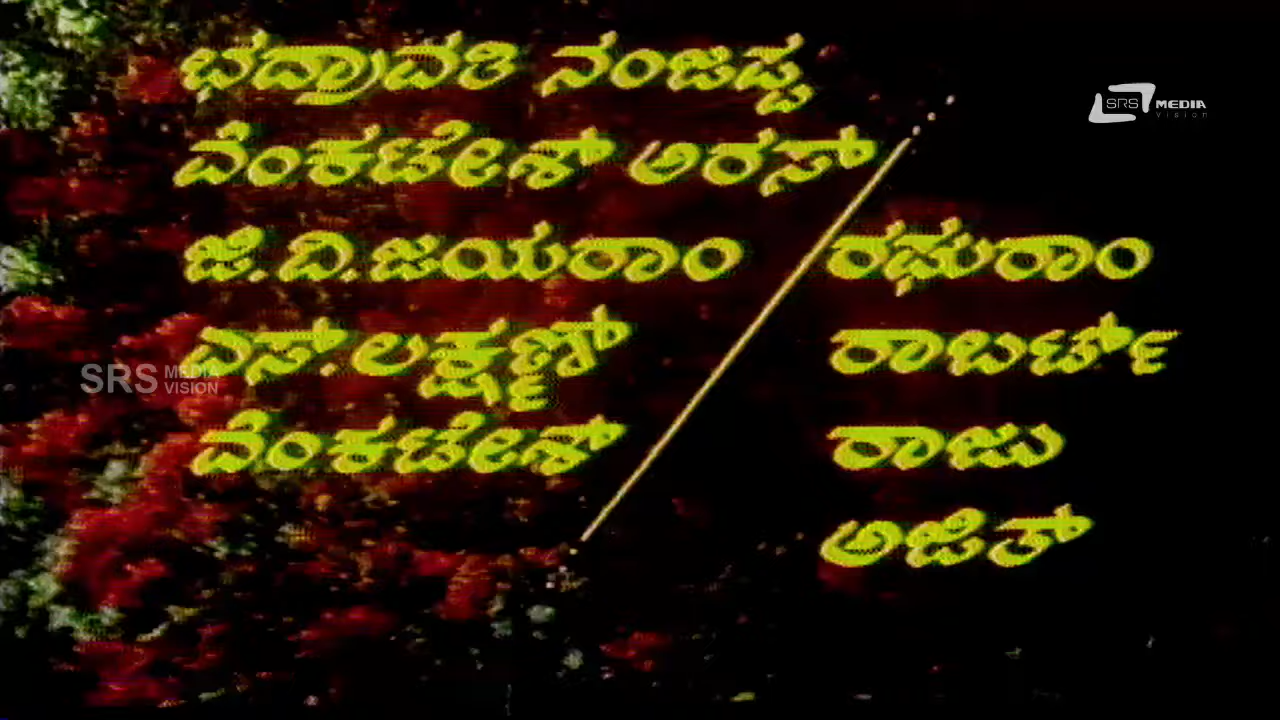 ಭದ್ರಾವತಿ ನಂಜಪ್ಪ
SRS MEDIA
Vision
ವೆಂಕಟೇಶ್ ಅರಸ್
ಜಿ.ವಿ.ಜಯರಾಂ
ರಘುರಾಂ
ಎಸ್.ಲಕ್ಷ್ಮಣ್
ರಾಬರ್ಟ್
SRS MEDIA
VISION
ವೆಂಕಟೇಶ್
ರಾಜು
ಅಜಿತ್